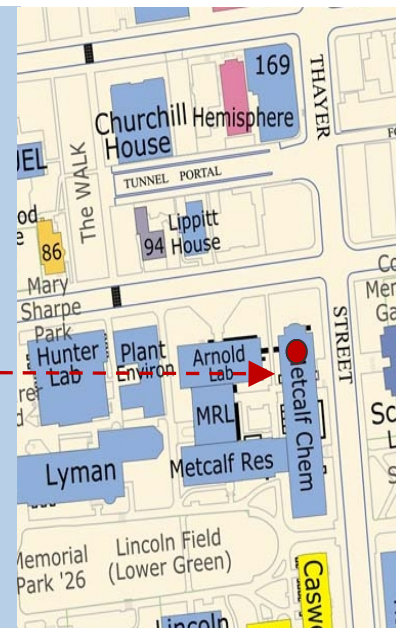 169
THAYER
Churchill
House
Hemisphere
The WALK
TUNNEL PORTAL
Lippitt
House
94
86
Mary
Sharpe
Park
STREET
Hunter
Lab
Plant
Environ
Arnold
Lab
Metcalf Chem
MRL
Metcalf Res
Lyman
Lincoln Field
(Lower Green)
Memorial
Park '26
Lincoln
Casw